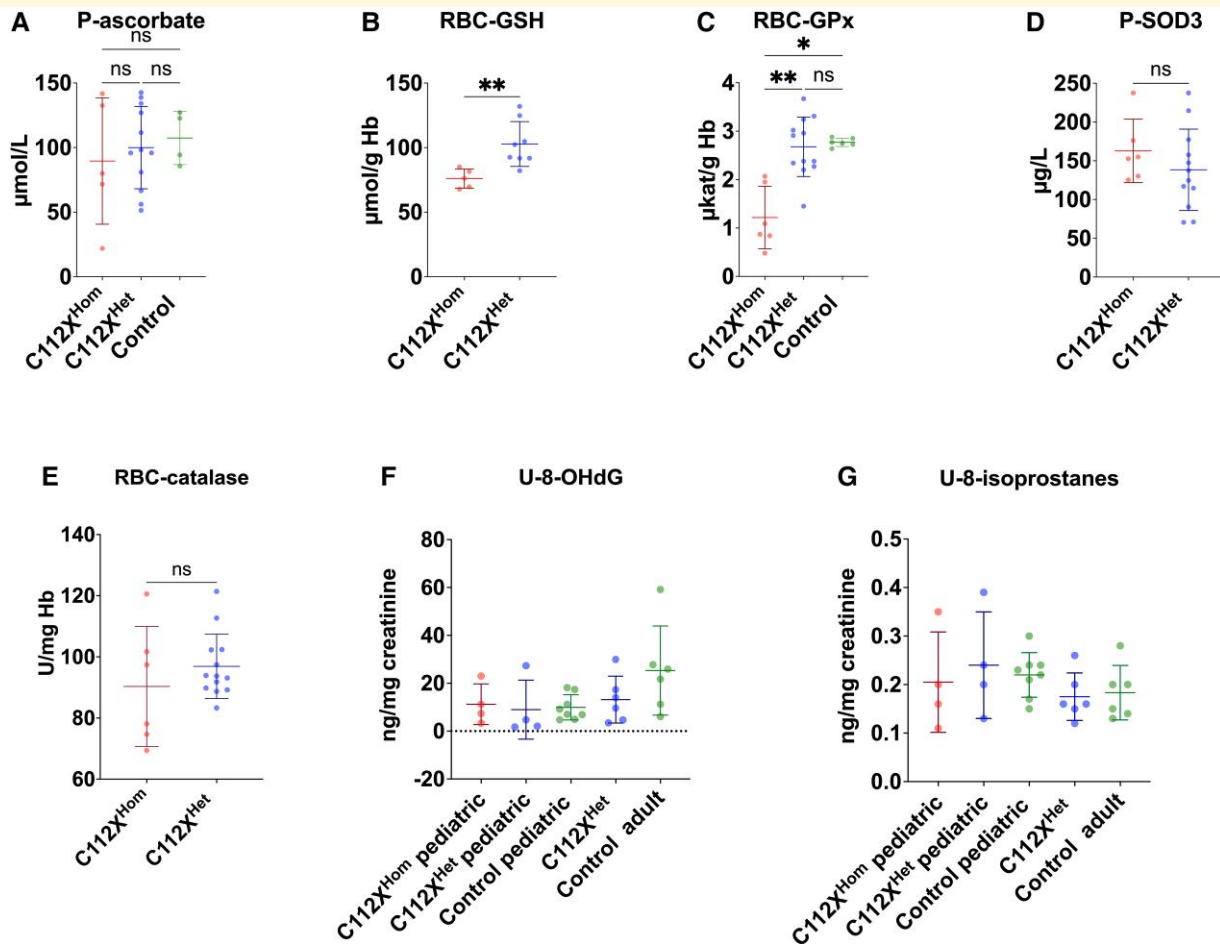 A P-ascorbate
ns
ns ns
150
100
50
0
µmol/L
C112X^Hom
C112X^Het
Control
B RBC-GSH
**
150
100
50
0
µmol/g Hb
C112X^Hom
C112X^Het
C RBC-GPx
*
** ns
4
3
2
1
0
µkat/g Hb
C112X^Hom
C112X^Het
Control
D P-SOD3
ns
250
200
150
100
50
0
µg/L
C112X^Hom
C112X^Het
E RBC-catalase
ns
140
120
100
80
60
U/mg Hb
C112X^Hom
C112X^Het
F U-8-OHdG
80
60
40
20
0
-20
ng/mg creatinine
C112X^Hom pediatric
C112X^Het pediatric
Control pediatric
C112X^Het
Control adult
G U-8-isoprostanes
0.5
0.4
0.3
0.2
0.1
0.0
ng/mg creatinine
C112X^Hom pediatric
C112X^Het pediatric
Control pediatric
C112X^Het
Control adult